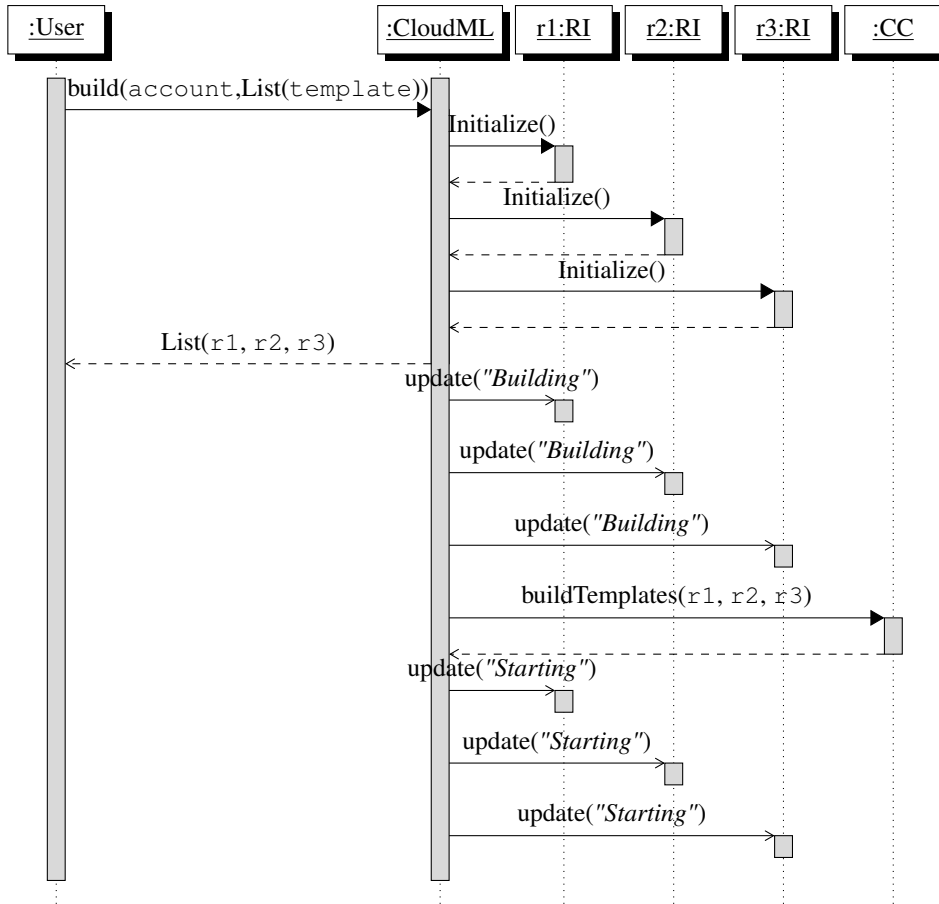 :User
:CloudML
r1:RI
r2:RI
r3:RI
:CC
build(account,List(template))
Initialize()
Initialize()
Initialize()
List(r1, r2, r3)
update("Building")
update("Building")
update("Building")
buildTemplates(r1, r2, r3)
update("Starting")
update("Starting")
update("Starting")